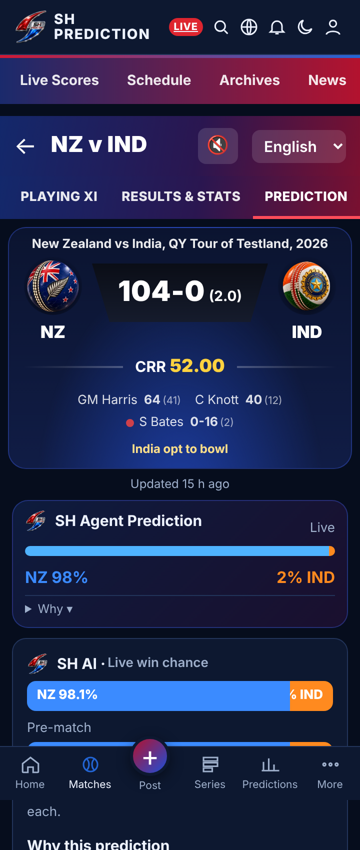 SH
PREDICTION
LIVE
Live Scores Schedule Archives News
NZ v IND
English
PLAYING XI RESULTS & STATS PREDICTION
New Zealand vs India, QY Tour of Testland, 2026
104-0 (2.0)
NZ IND
CRR 52.00
GM Harris 64 (41) C Knott 40 (12)
S Bates 0-16 (2)
India opt to bowl
Updated 15 h ago
SH Agent Prediction Live
NZ 98% 2% IND
Why
SH AI · Live win chance
NZ 98.1% % IND
Pre-match
Home Matches Post Series Predictions More
each.
Why this prediction